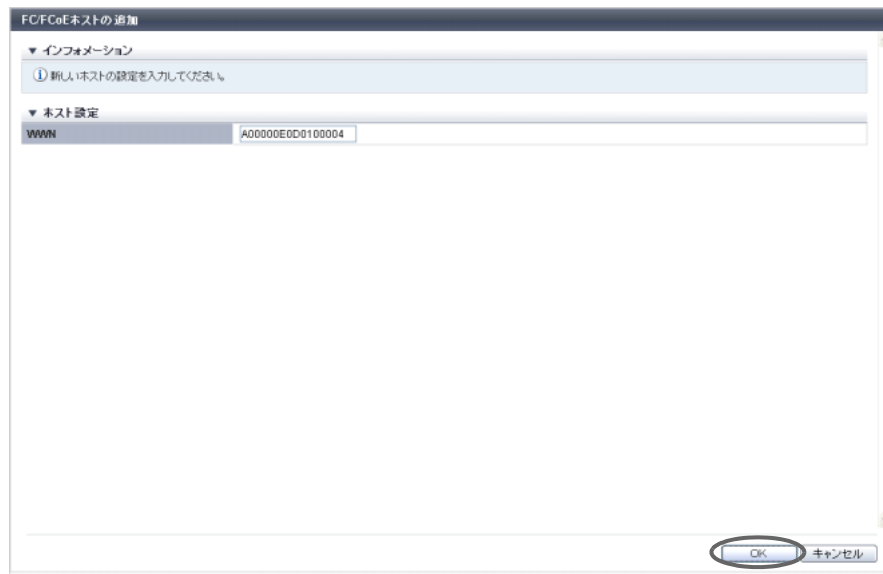 FC/FCoEホストの追加
▼ インフォメーション
新しいホストの設定を入力してください。
▼ ホスト設定
WWN A00000E0D0100004
OK キャンセル